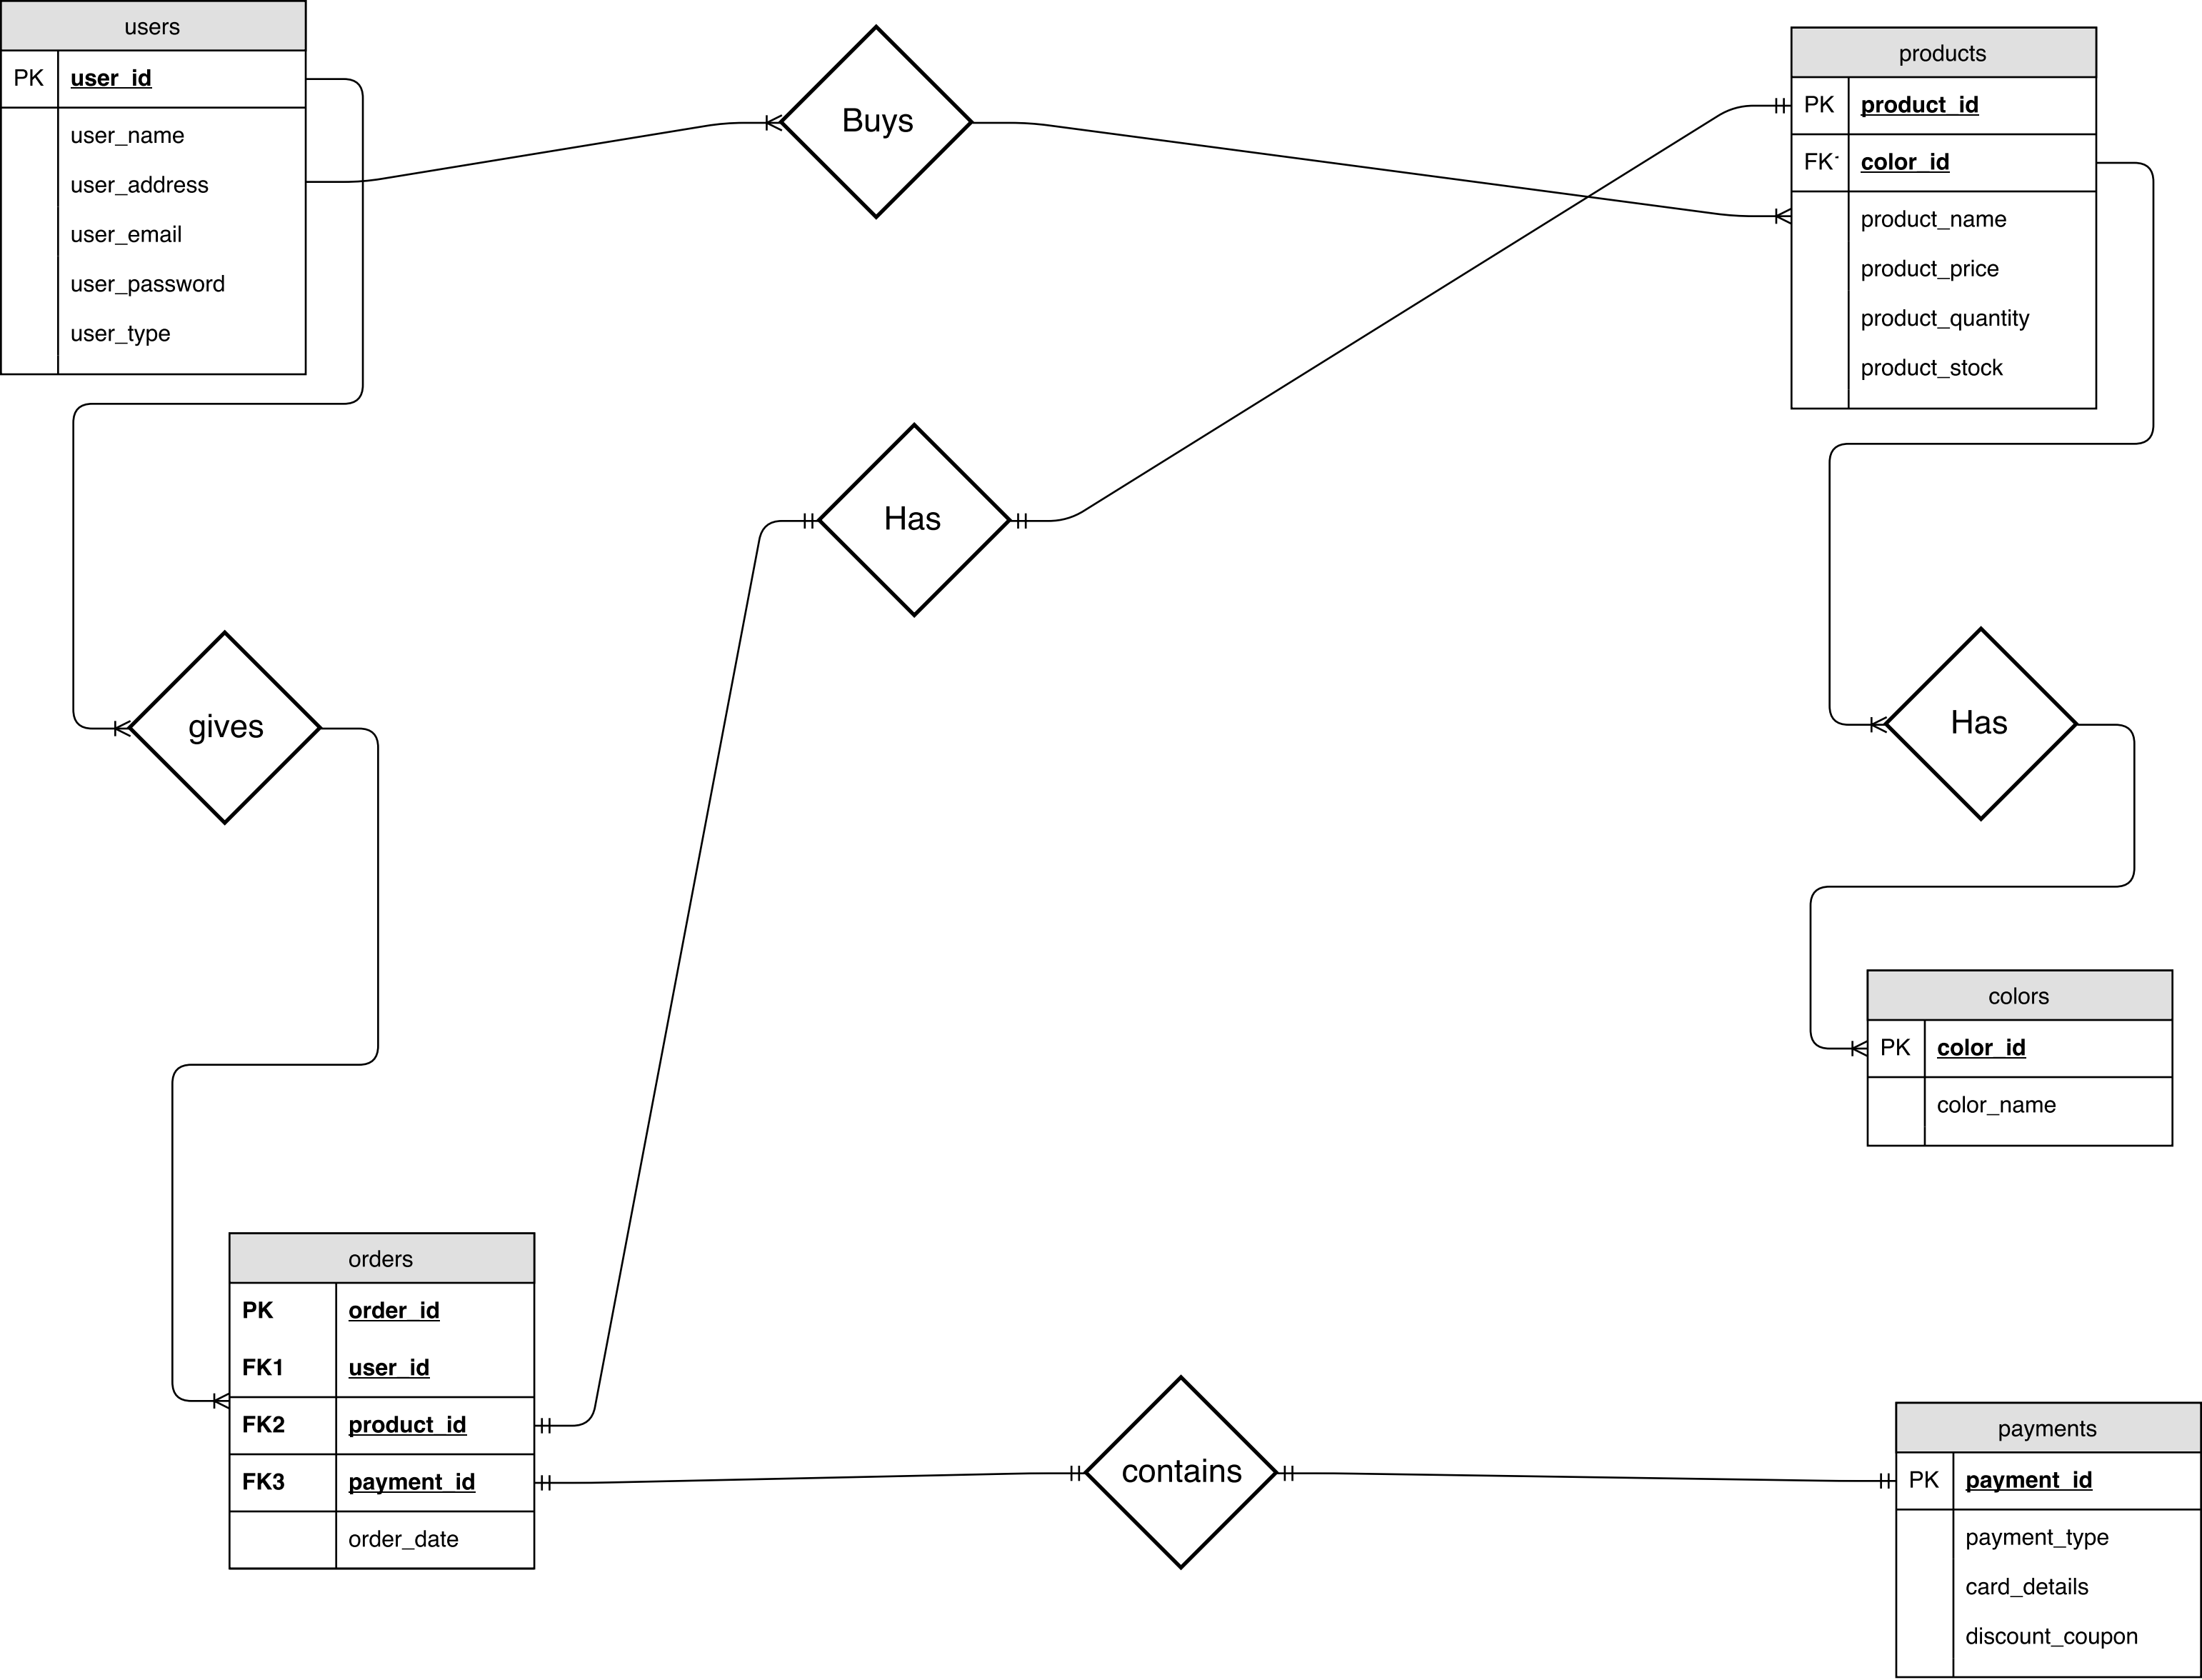 users
PK user_id
user_name
user_address
user_email
user_password
user_type
Buys
products
PK product_id
FK color_id
product_name
product_price
product_quantity
product_stock
Has
gives
Has
colors
PK color_id
color_name
orders
PK order_id
FK1 user_id
FK2 product_id
FK3 payment_id
order_date
contains
payments
PK payment_id
payment_type
card_details
discount_coupon